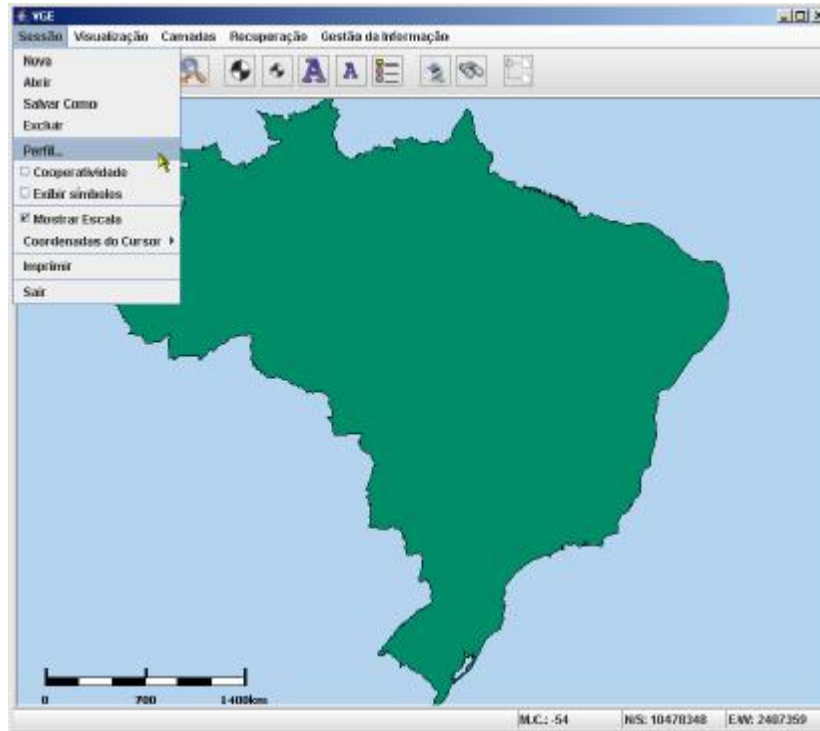 VGE
Sessão Visualização Camadas Recuperação Gestão da Informação
A A
Nova
Abrir
Salvar Como
Excluir
Perfil...
Cooperatividade
Exibir símbolos
Mostrar Escala
Coordenadas do Cursor
Imprimir
Sair
0 700 1400km
M.C.: -54 N/S: 10478348 E/W: 2407359